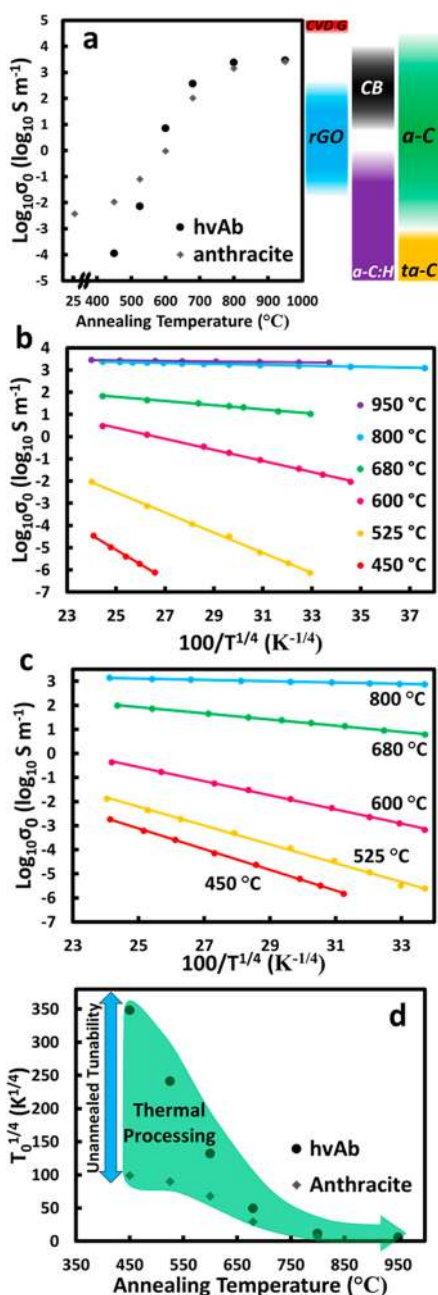 a
Log₁₀σ₀ (log₁₀ S m⁻¹)
5
4
3
2
1
0
-1
-2
-3
-4
-5
hvAb
anthracite
25 400 500 600 700 800 900 1000
Annealing Temperature (°C)
CVD G
rGO
CB
a-C
a-C:H
ta-C
b
Log₁₀σ₀ (log₁₀ S m⁻¹)
4
3
2
1
0
-1
-2
-3
-4
-5
-6
-7
950 °C
800 °C
680 °C
600 °C
525 °C
450 °C
23 25 27 29 31 33 35 37
100/T^1/4 (K^-1/4)
c
Log₁₀σ₀ (log₁₀ S m⁻¹)
3
2
1
0
-1
-2
-3
-4
-5
-6
800 °C
680 °C
600 °C
525 °C
450 °C
23 25 27 29 31 33
100/T^1/4 (K^-1/4)
d
T₀^1/4 (K^1/4)
350
300
250
200
150
100
50
0
Unannealed Tunability
Thermal
Processing
hvAb
Anthracite
350 450 550 650 750 850 950
Annealing Temperature (°C)